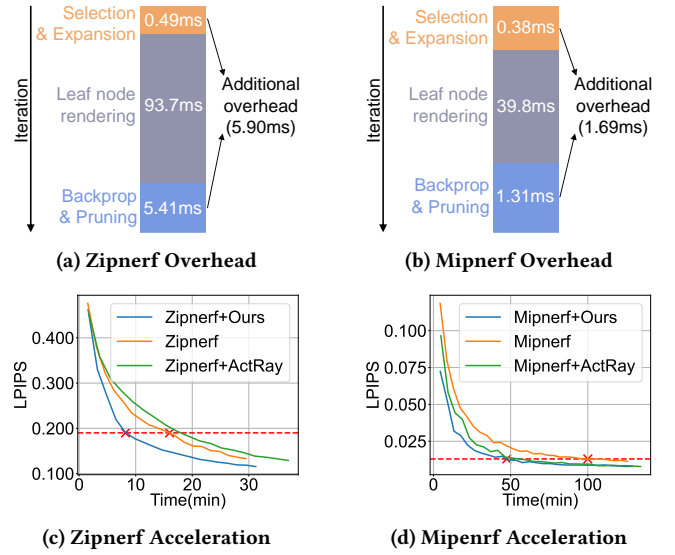 Iteration
Selection
& Expansion
0.49ms
Leaf node
rendering
93.7ms
Backprop
& Pruning
5.41ms
Additional
overhead
(5.90ms)
(a) Zipnerf Overhead
Iteration
Selection
& Expansion
0.38ms
Leaf node
rendering
39.8ms
Backprop
& Pruning
1.31ms
Additional
overhead
(1.69ms)
(b) Mipnerf Overhead
LPIPS
0.400
0.300
0.200
0.100
Zipnerf+Ours
Zipnerf
Zipnerf+ActRay
0 10 20 30
Time(min)
(c) Zipnerf Acceleration
LPIPS
0.100
0.075
0.050
0.025
Mipnerf+Ours
Mipnerf
Mipnerf+ActRay
0 50 100
Time(min)
(d) Mipenrf Acceleration